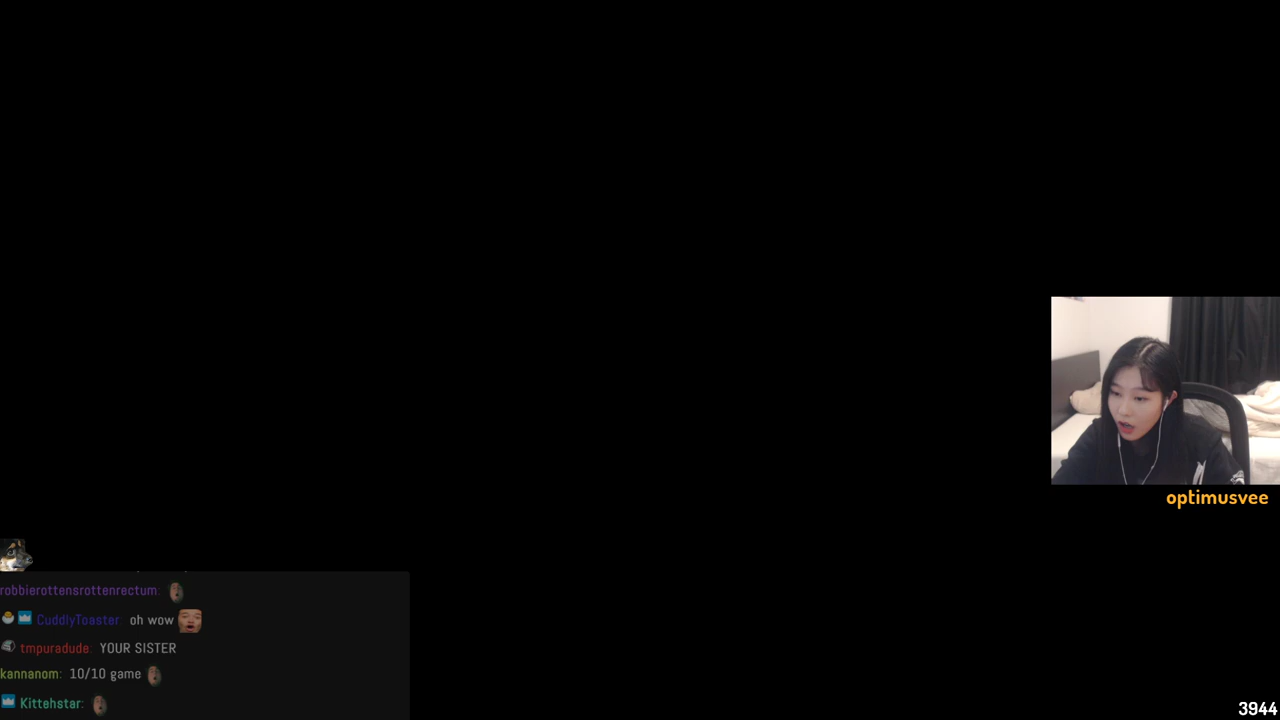 optimusvee
robbierottensrottenrectum:
CuddlyToaster: oh wow
tmpuradude: YOUR SISTER
kannanom: 10/10 game
Kittehstar:
3944